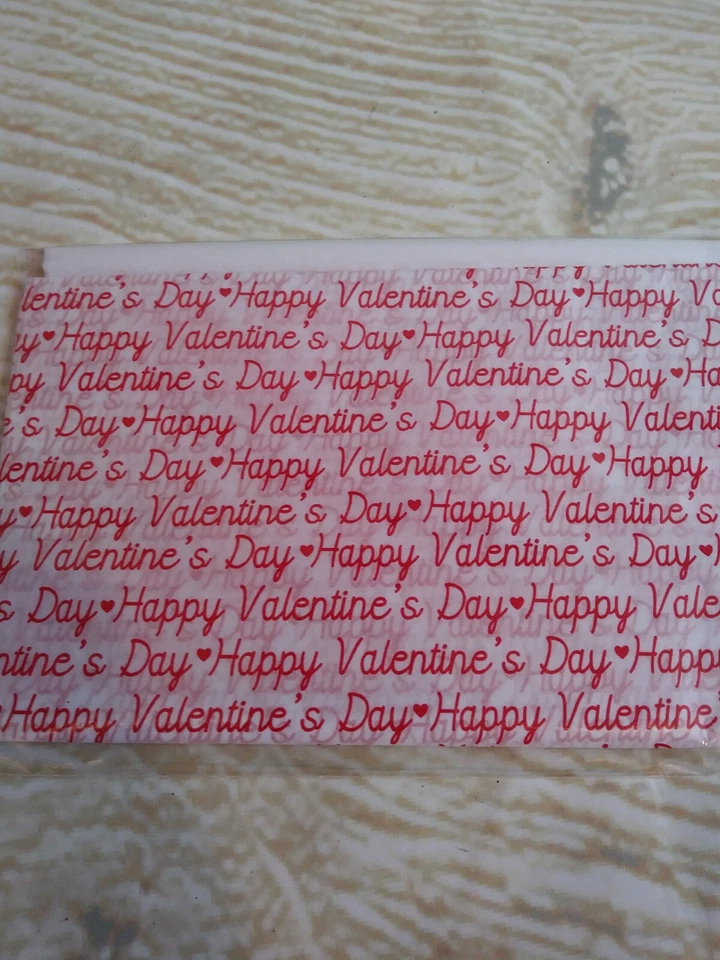 lentine's Day♥Happy Valentine's Day♥Happy V
y♥Happy Valentine's Day♥Happy Valentine's D
py Valentine's Day♥Happy Valentine's Day♥Ha
e's Day♥Happy Valentine's Day♥Happy Valenti
lentine's Day♥Happy Valentine's Day♥Happy
y♥Happy Valentine's Day♥Happy Valentine's
y Valentine's Day♥Happy Valentine's Day♥
s Day♥Happy Valentine's Day♥Happy Vale
ntine's Day♥Happy Valentine's Day♥Happ
Happy Valentine's Day♥Happy Valentine